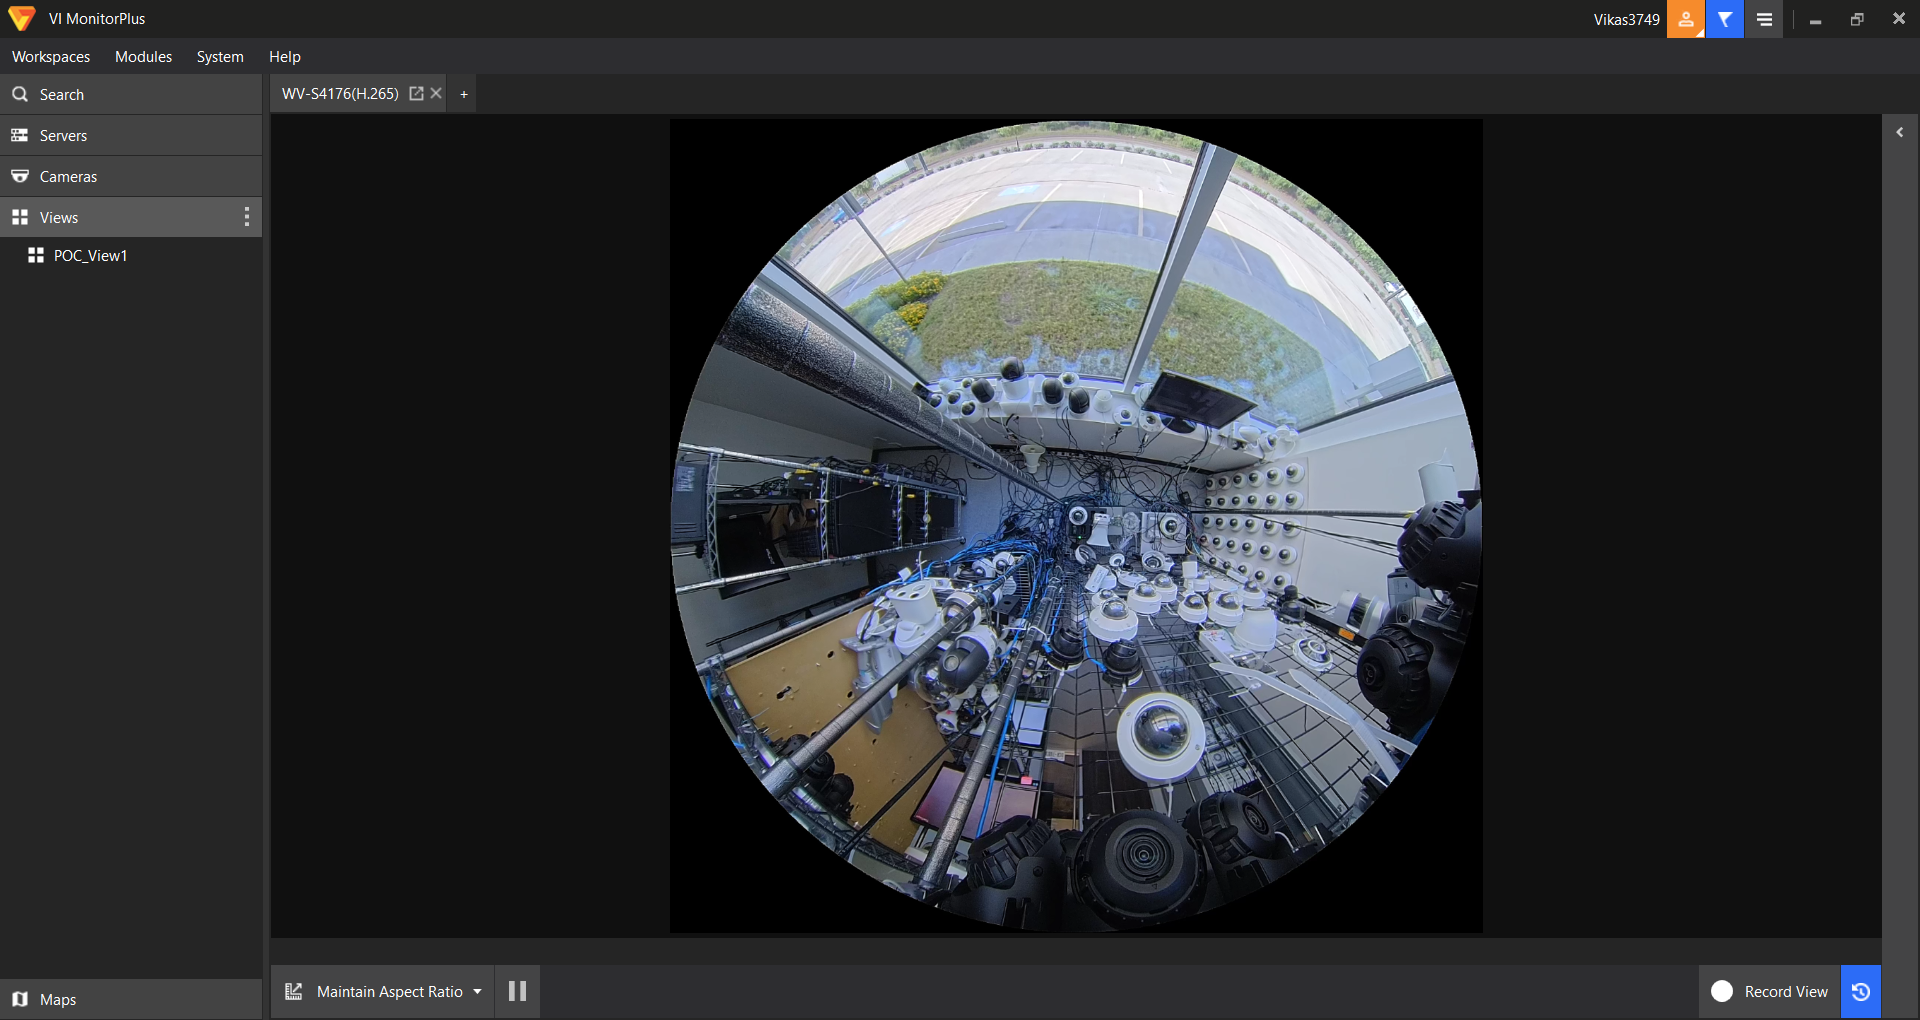 VI MonitorPlus
Vikas3749
Workspaces Modules System Help
Search
WV-S4176(H.265) +
Servers
Cameras
Views
POC_View1
Maps
Maintain Aspect Ratio
Record View